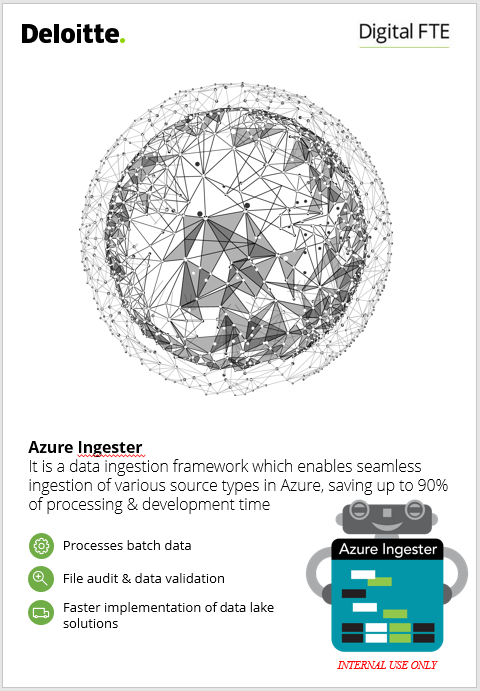 Deloitte.
Digital FTE
Azure Ingester
It is a data ingestion framework which enables seamless
ingestion of various source types in Azure, saving up to 90%
of processing & development time
Processes batch data
File audit & data validation
Faster implementation of data lake
solutions
Azure Ingester
INTERNAL USE ONLY